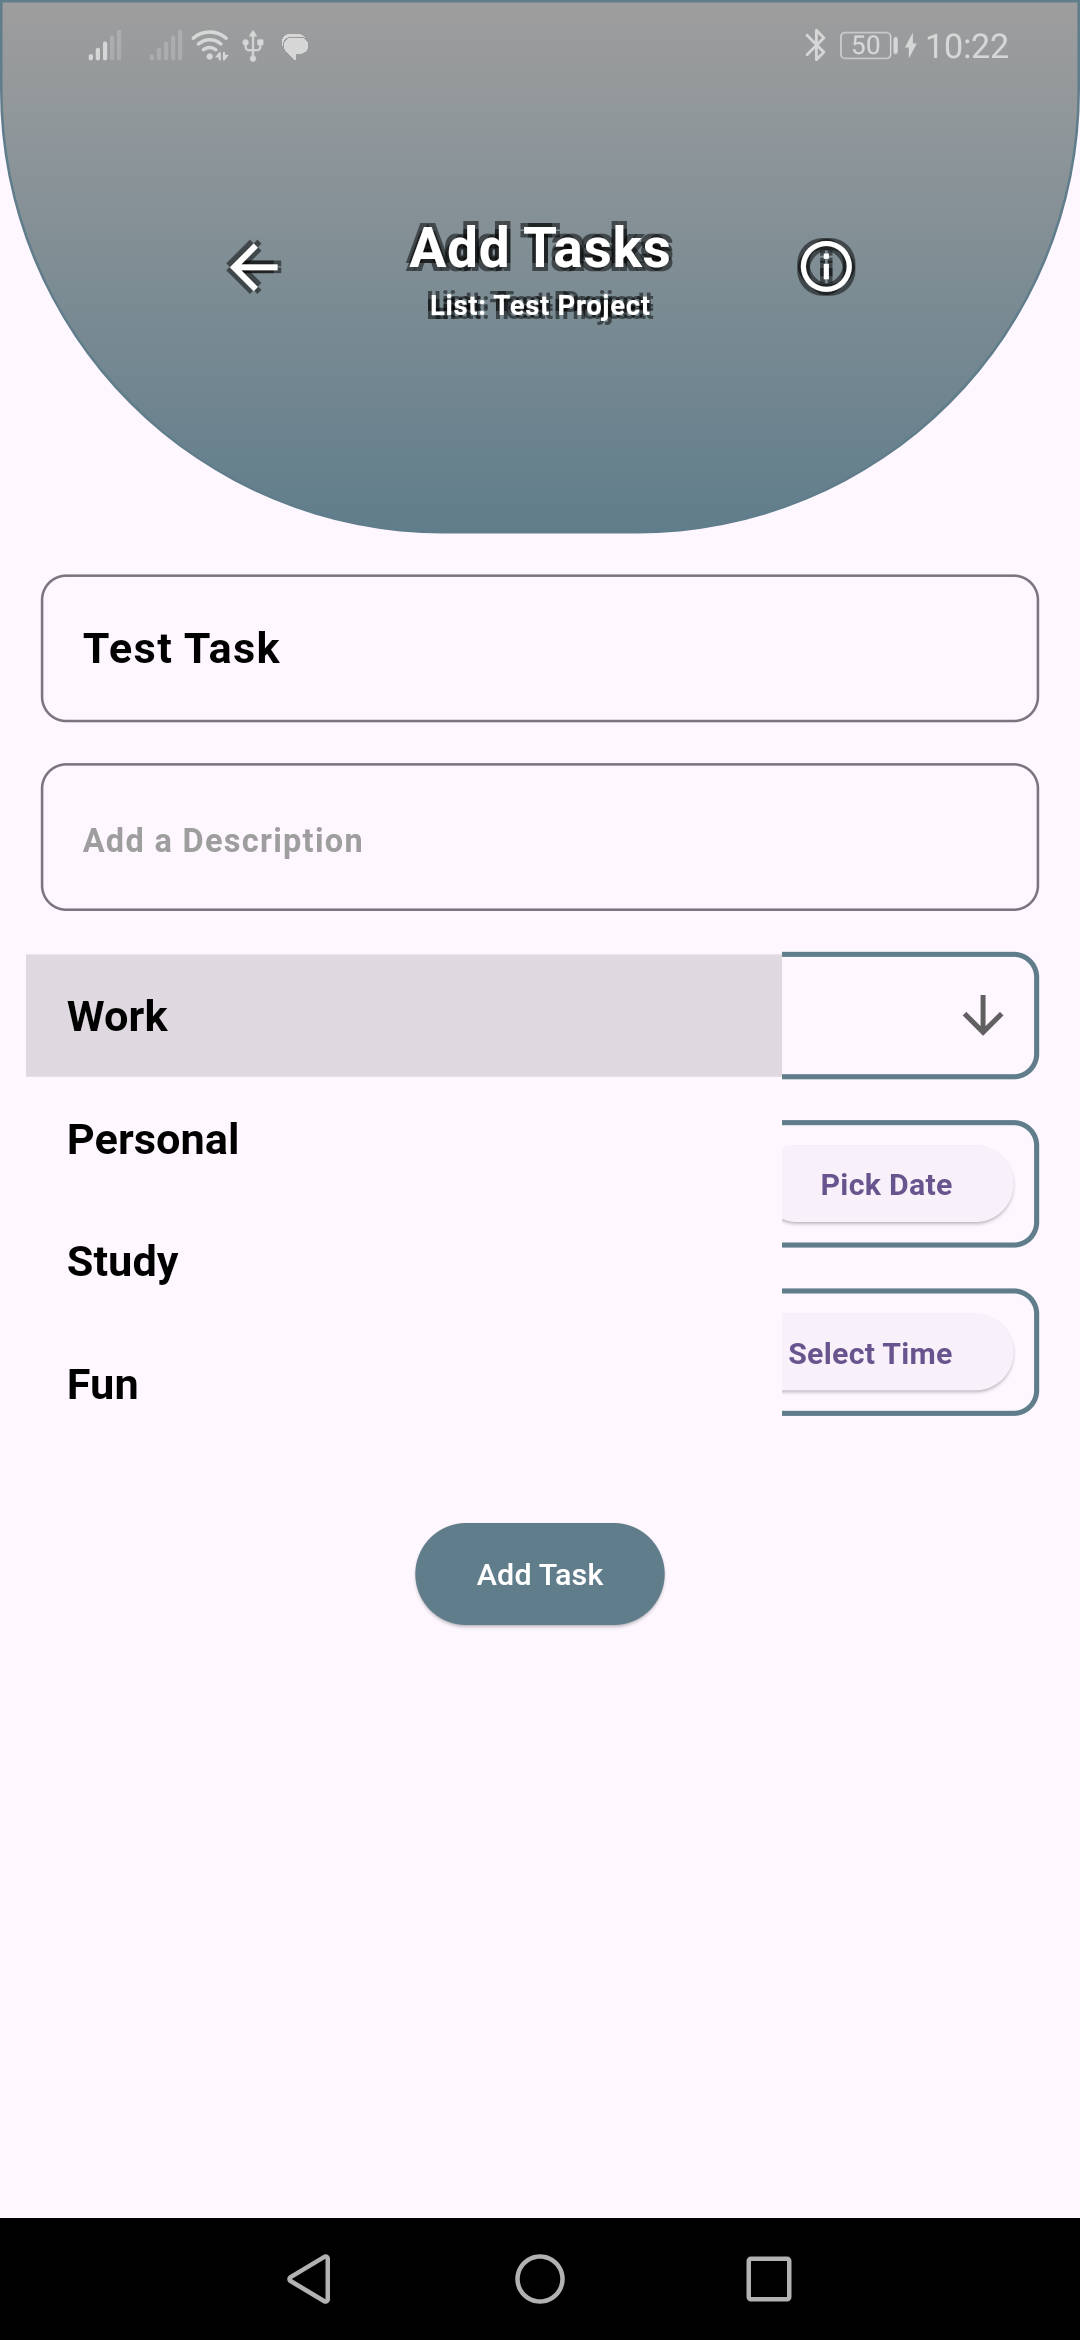 50 10:22
Add Tasks
List: Test Project
Test Task
Add a Description
Work
Personal
Pick Date
Study
Select Time
Fun
Add Task